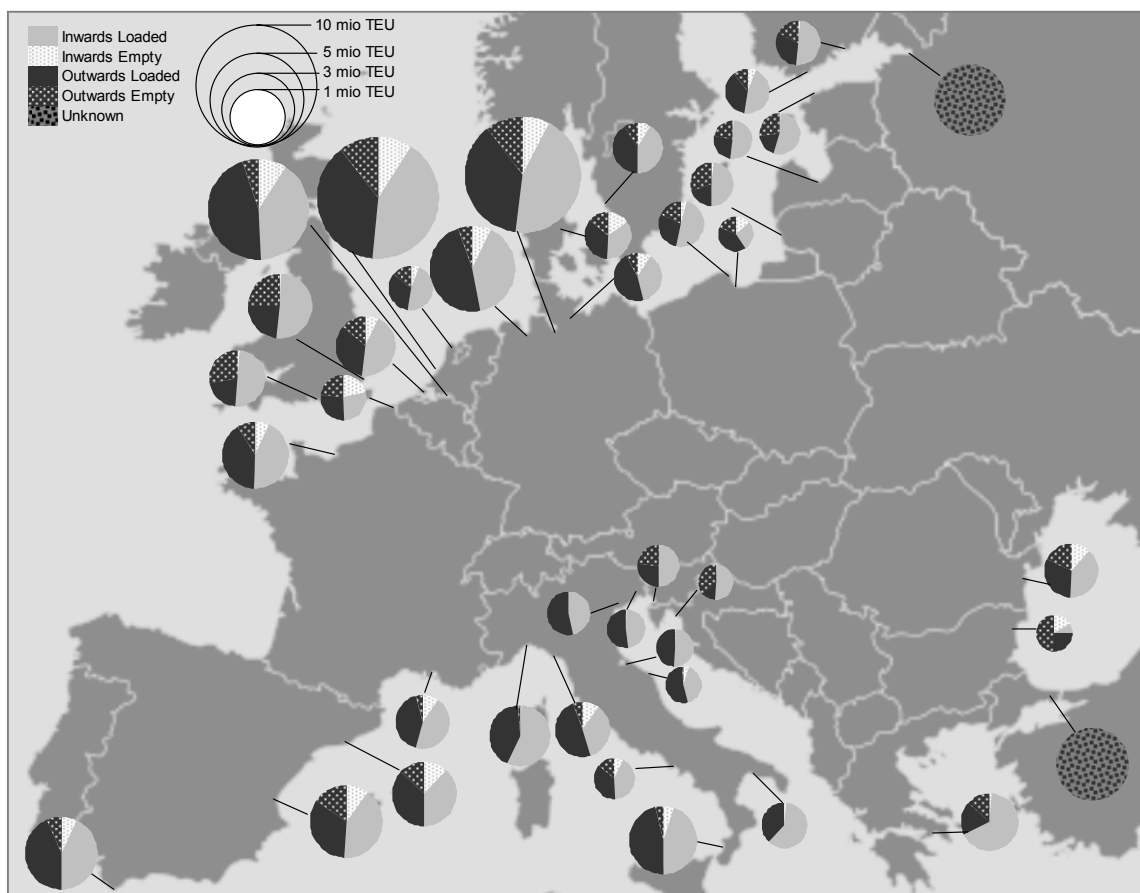 Inwards Loaded
Inwards Empty
Outwards Loaded
Outwards Empty
Unknown
10 mio TEU
5 mio TEU
3 mio TEU
1 mio TEU